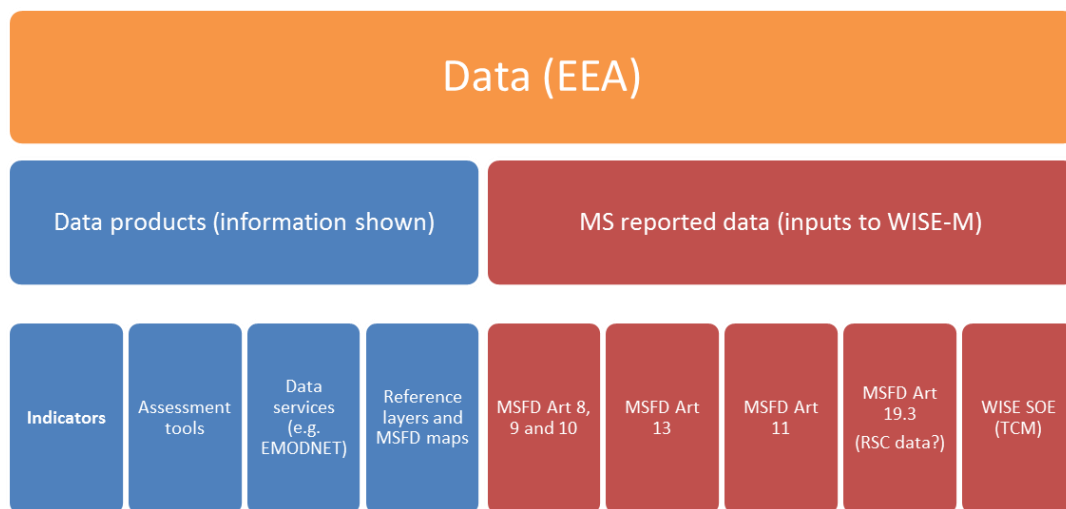 Data (EEA)
Data products (information shown)
MS reported data (inputs to WISE-M)
Indicators
Assessment
tools
Data
services
(e.g.
EMODNET)
Reference
layers and
MSFD maps
MSFD Art 8,
9 and 10
MSFD Art
13
MSFD Art
11
MSFD Art
19.3
(RSC data?)
WISE SOE
(TCM)